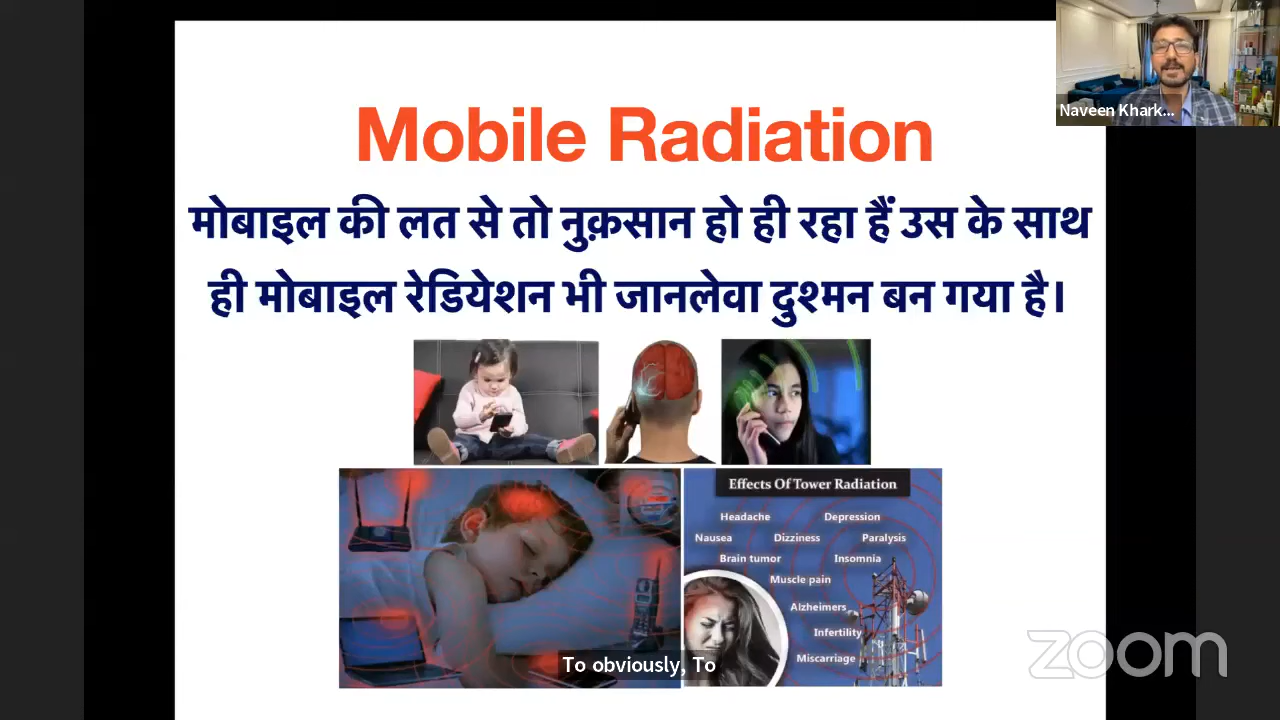 Naveen Khark...
Mobile Radiation
मोबाइल की लत से तो नुक़सान हो ही रहा हैं उस के साथ
ही मोबाइल रेडियेशन भी जानलेवा दुश्मन बन गया है।
Effects Of Tower Radiation
Headache Depression
Nausea Dizziness Paralysis
Brain tumor Insomnia
Muscle pain
Alzheimers
Infertility
Miscarriage
To obviously, To
zoom